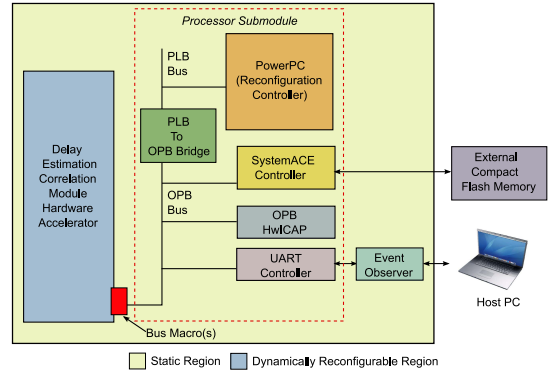 Processor Submodule
PLB
Bus
PowerPC
(Reconfiguration
Controller)
PLB
To
OPB Bridge
Delay
Estimation
Correlation
Module
Hardware
Accelerator
SystemACE
Controller
External
Compact
Flash Memory
OPB
Bus
OPB
HwICAP
UART
Controller
Event
Observer
Host PC
Bus Macro(s)
Static Region
Dynamically Reconfigurable Region